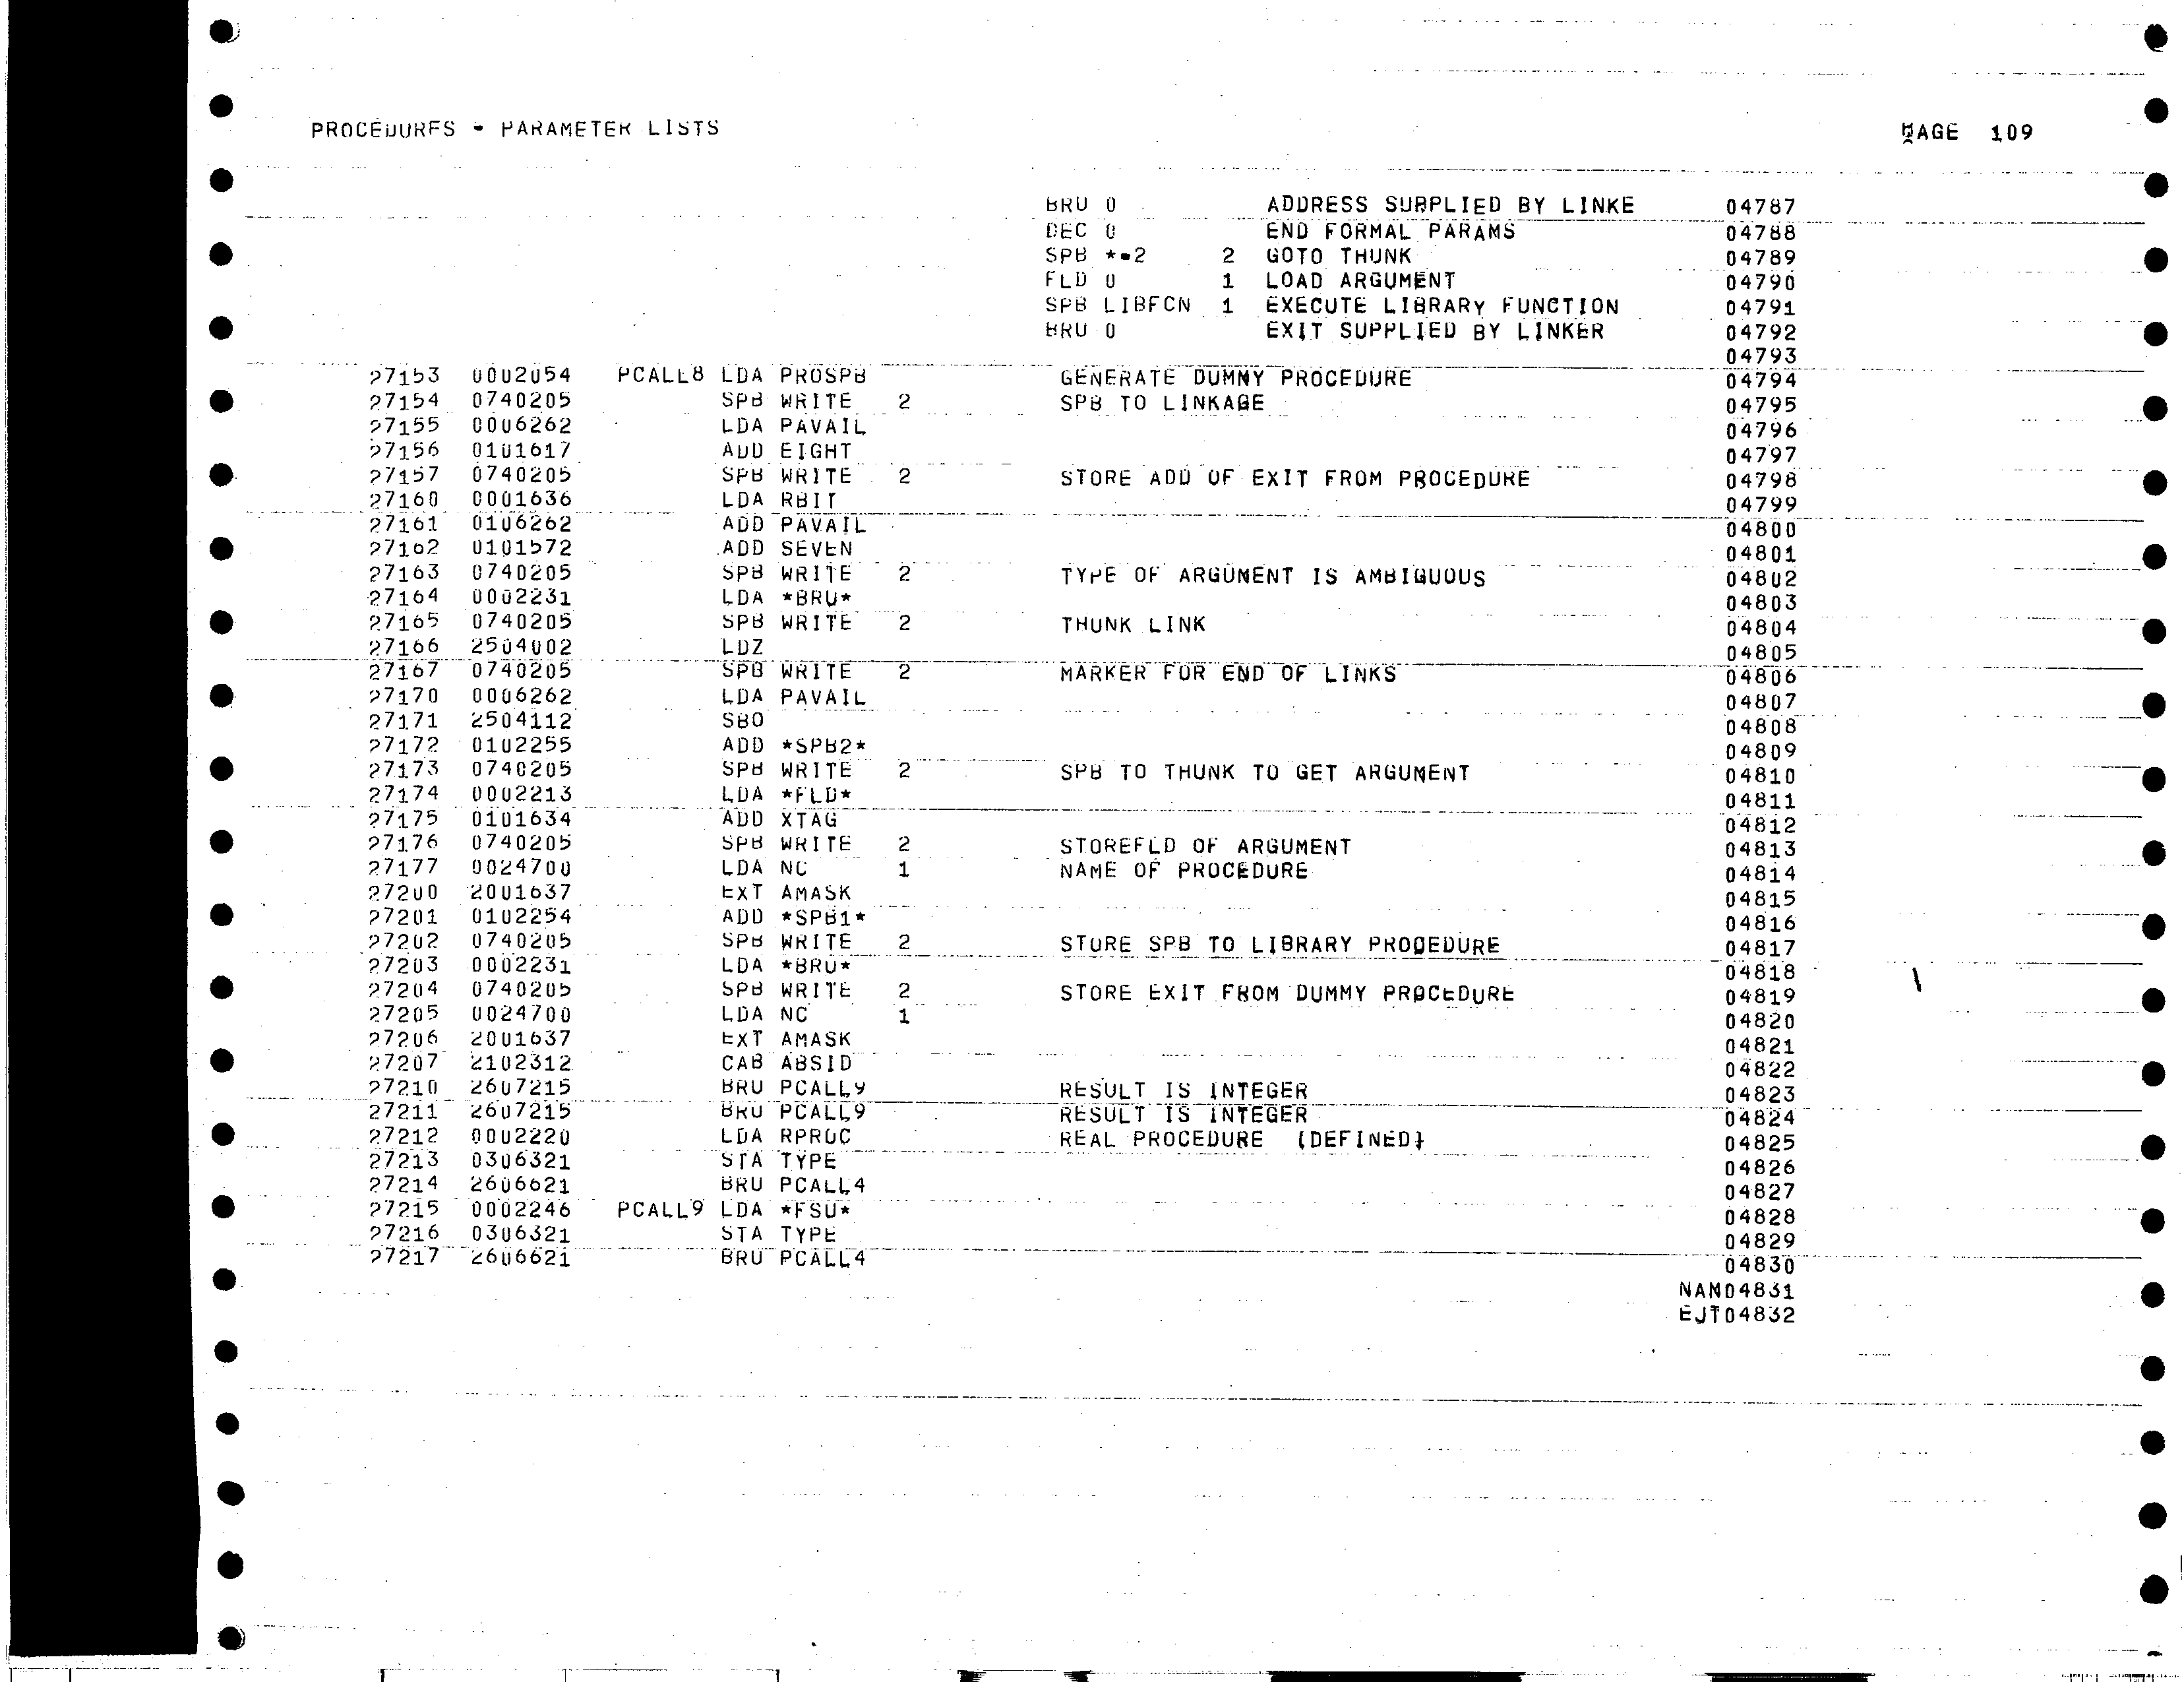 PROCEDURES - PARAMETER LISTS PAGE 109
BRU 0 ADDRESS SUPPLIED BY LINKE 04787
DEC 0 END FORMAL PARAMS 04788
SPB *-2 2 GOTO THUNK 04789
FLD 0 1 LOAD ARGUMENT 04790
SPB LIBFCN 1 EXECUTE LIBRARY FUNCTION 04791
BRU 0 EXIT SUPPLIED BY LINKER 04792
04793
27153 0002054 PCALL8 LDA PROSPB GENERATE DUMMY PROCEDURE 04794
27154 0740205 SPB WRITE 2 SPB TO LINKAGE 04795
27155 0006262 LDA PAVAIL 04796
27156 0101617 ADD EIGHT 04797
27157 0740205 SPB WRITE 2 STORE ADD OF EXIT FROM PROCEDURE 04798
27160 0001636 LDA RBIT 04799
27161 0106262 ADD PAVAIL 04800
27162 0101572 ADD SEVEN 04801
27163 0740205 SPB WRITE 2 TYPE OF ARGUMENT IS AMBIGUOUS 04802
27164 0002231 LDA *BRU* 04803
27165 0740205 SPB WRITE 2 THUNK LINK 04804
27166 2504002 LDZ 04805
27167 0740205 SPB WRITE 2 MARKER FOR END OF LINKS 04806
27170 0006262 LDA PAVAIL 04807
27171 2504112 SBO 04808
27172 0102255 ADD *SPB2* 04809
27173 0740205 SPB WRITE 2 SPB TO THUNK TO GET ARGUMENT 04810
27174 0002213 LDA *FLD* 04811
27175 0101634 ADD XTAG 04812
27176 0740205 SPB WRITE 2 STOREFLD OF ARGUMENT 04813
27177 0024700 LDA NC 1 NAME OF PROCEDURE 04814
27200 2001637 EXT AMASK 04815
27201 0102254 ADD *SPB1* 04816
27202 0740205 SPB WRITE 2 STORE SPB TO LIBRARY PROCEDURE 04817
27203 0002231 LDA *BRU* 04818
27204 0740205 SPB WRITE 2 STORE EXIT FROM DUMMY PROCEDURE 04819
27205 0024700 LDA NC 1 04820
27206 2001637 EXT AMASK 04821
27207 2102312 CAB ABSID 04822
27210 2607215 BRU PCALL9 RESULT IS INTEGER 04823
27211 2607215 BRU PCALL9 RESULT IS INTEGER 04824
27212 0002220 LDA RPROC REAL PROCEDURE (DEFINED) 04825
27213 0306321 STA TYPE 04826
27214 2606621 BRU PCALL4 04827
27215 0002246 PCALL9 LDA *FSU* 04828
27216 0306321 STA TYPE 04829
27217 2606621 BRU PCALL4 04830
NAM04831
EJT04832